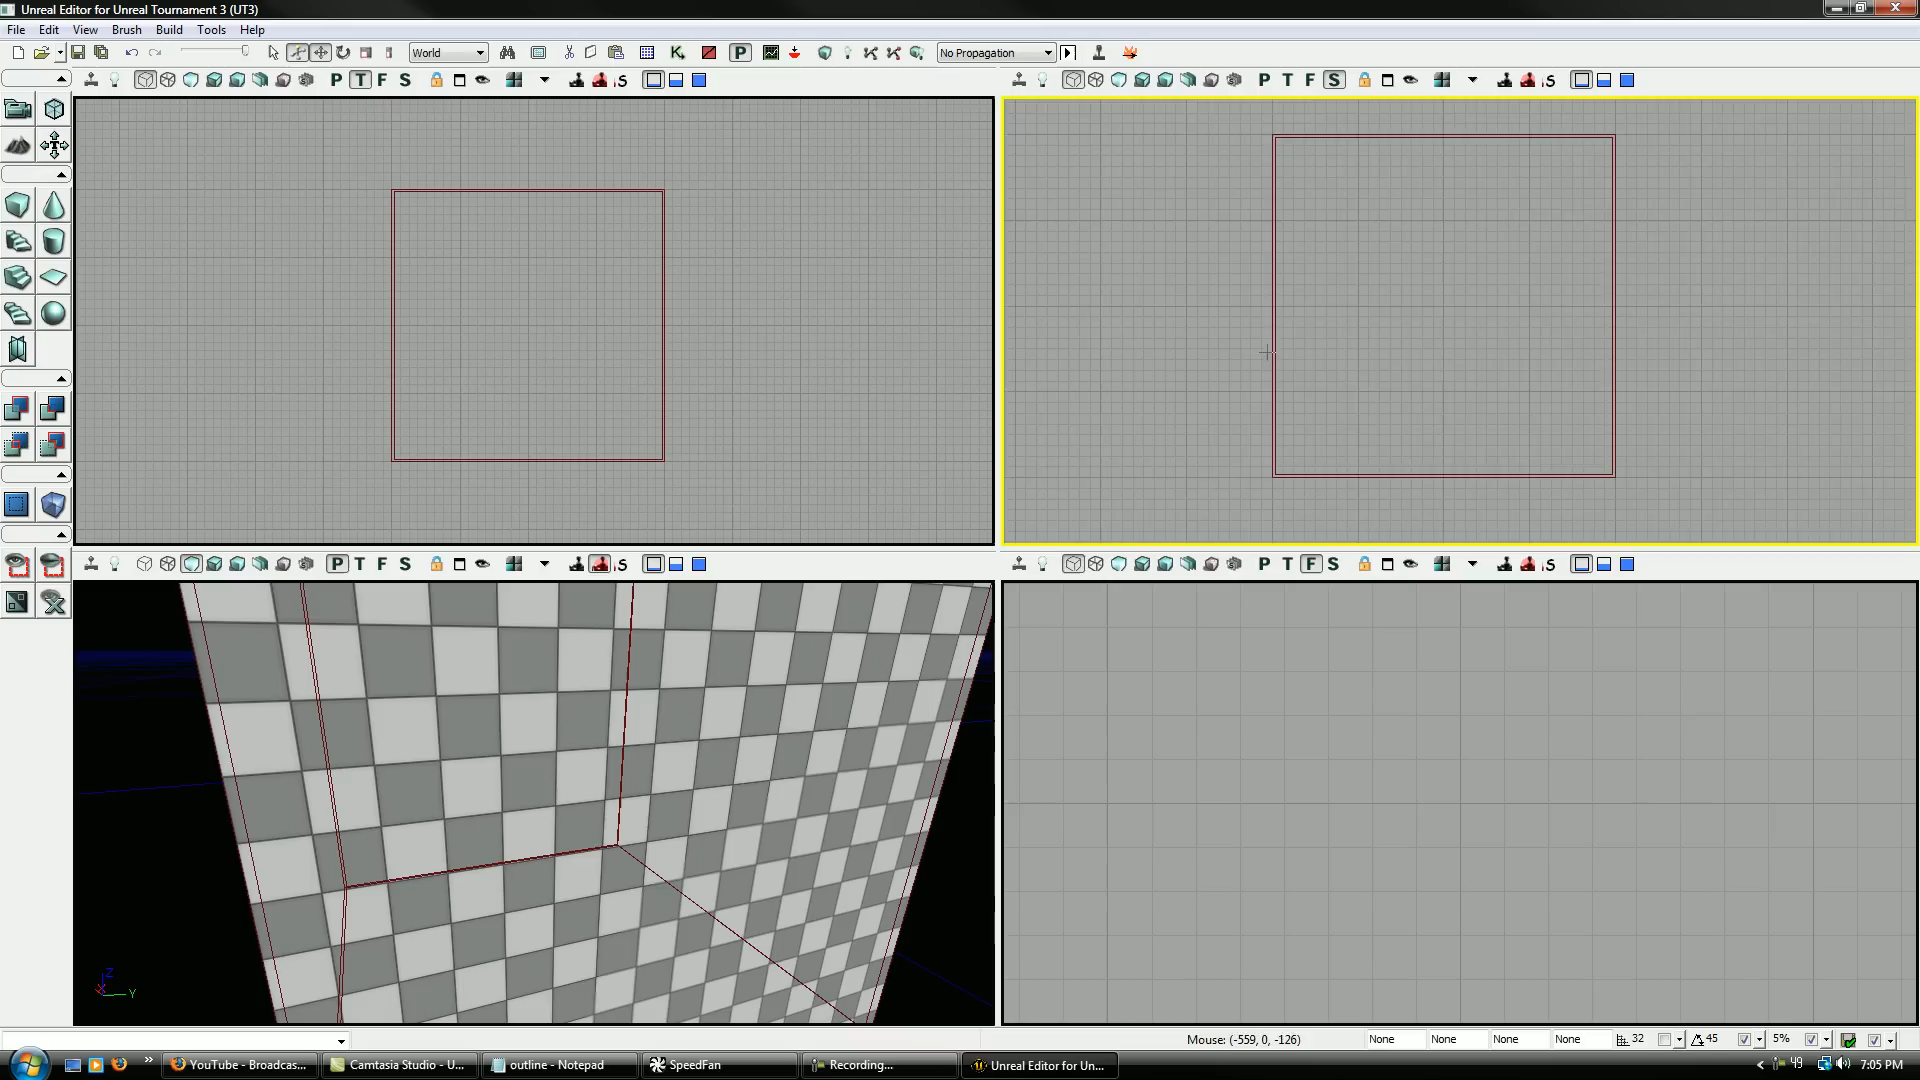 Unreal Editor for Unreal Tournament 3 (UT3)
File Edit View Brush Build Tools Help
World
K
P
No Propagation
P T F S
S
P T F S
S
P T F S
S
P T F S
S
Z
X
Y
Mouse: (-559, 0, -126)
None None None None 32 45 5%
» YouTube - Broadcas... Camtasia Studio - U... outline - Notepad SpeedFan Recording... Unreal Editor for Un... < 49 7:05 PM